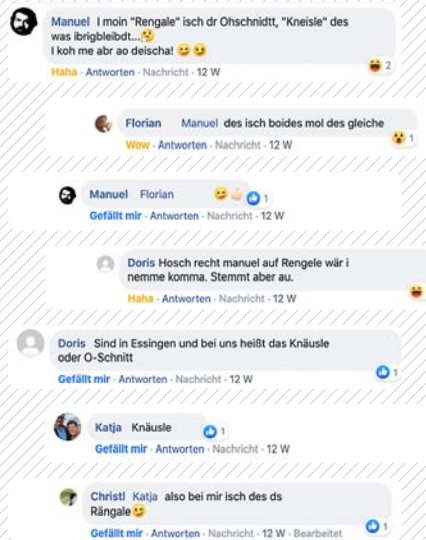 Manuel I moin "Rengale" isch dr Ohschnidtt, "Kneisle" des
was ibrigbleibdt...🤔
I koh me abr ao deischa! 😄 😉
2
Haha · Antworten · Nachricht · 12 W
Florian Manuel des isch boides mol des gleiche
1
Wow · Antworten · Nachricht · 12 W
Manuel Florian 😄 👍🏻 1
Gefällt mir · Antworten · Nachricht · 12 W
Doris Hosch recht manuel auf Rengele wär i
nemme komma. Stemmt aber au.
Haha · Antworten · Nachricht · 12 W
Doris Sind in Essingen und bei uns heißt das Knäusle
oder O-Schnitt
1
Gefällt mir · Antworten · Nachricht · 12 W
Katja Knäusle 1
Gefällt mir · Antworten · Nachricht · 12 W
Christl Katja also bei mir isch des ds
Rängale😉
1
Gefällt mir · Antworten · Nachricht · 12 W · Bearbeitet